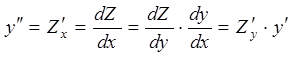 y'' = Z'_x = dZ/dx = dZ/dy · dy/dx = Z'_y · y'